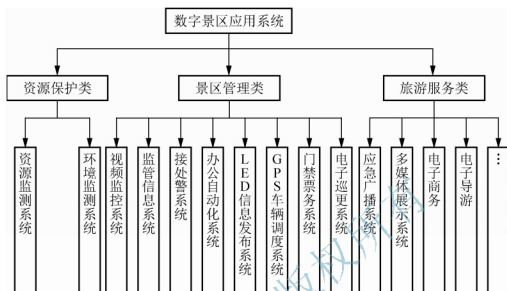 数字景区应用系统
资源保护类
景区管理类
旅游服务类
资源监测系统
环境监测系统
视频监控系统
监管信息系统
接处警系统
办公自动化系统
LED信息发布系统
GPS车辆调度系统
门禁票务系统
电子巡更系统
应急广播系统
多媒体展示系统
电子商务
电子导游
…
版权所有